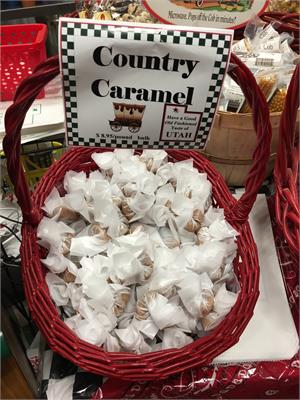 Microwave, Pops off the Cob in minutes!
Country
Caramel
$ 8.95/pound bulk
Have a Good
Old Fashioned
Taste of
UTAH